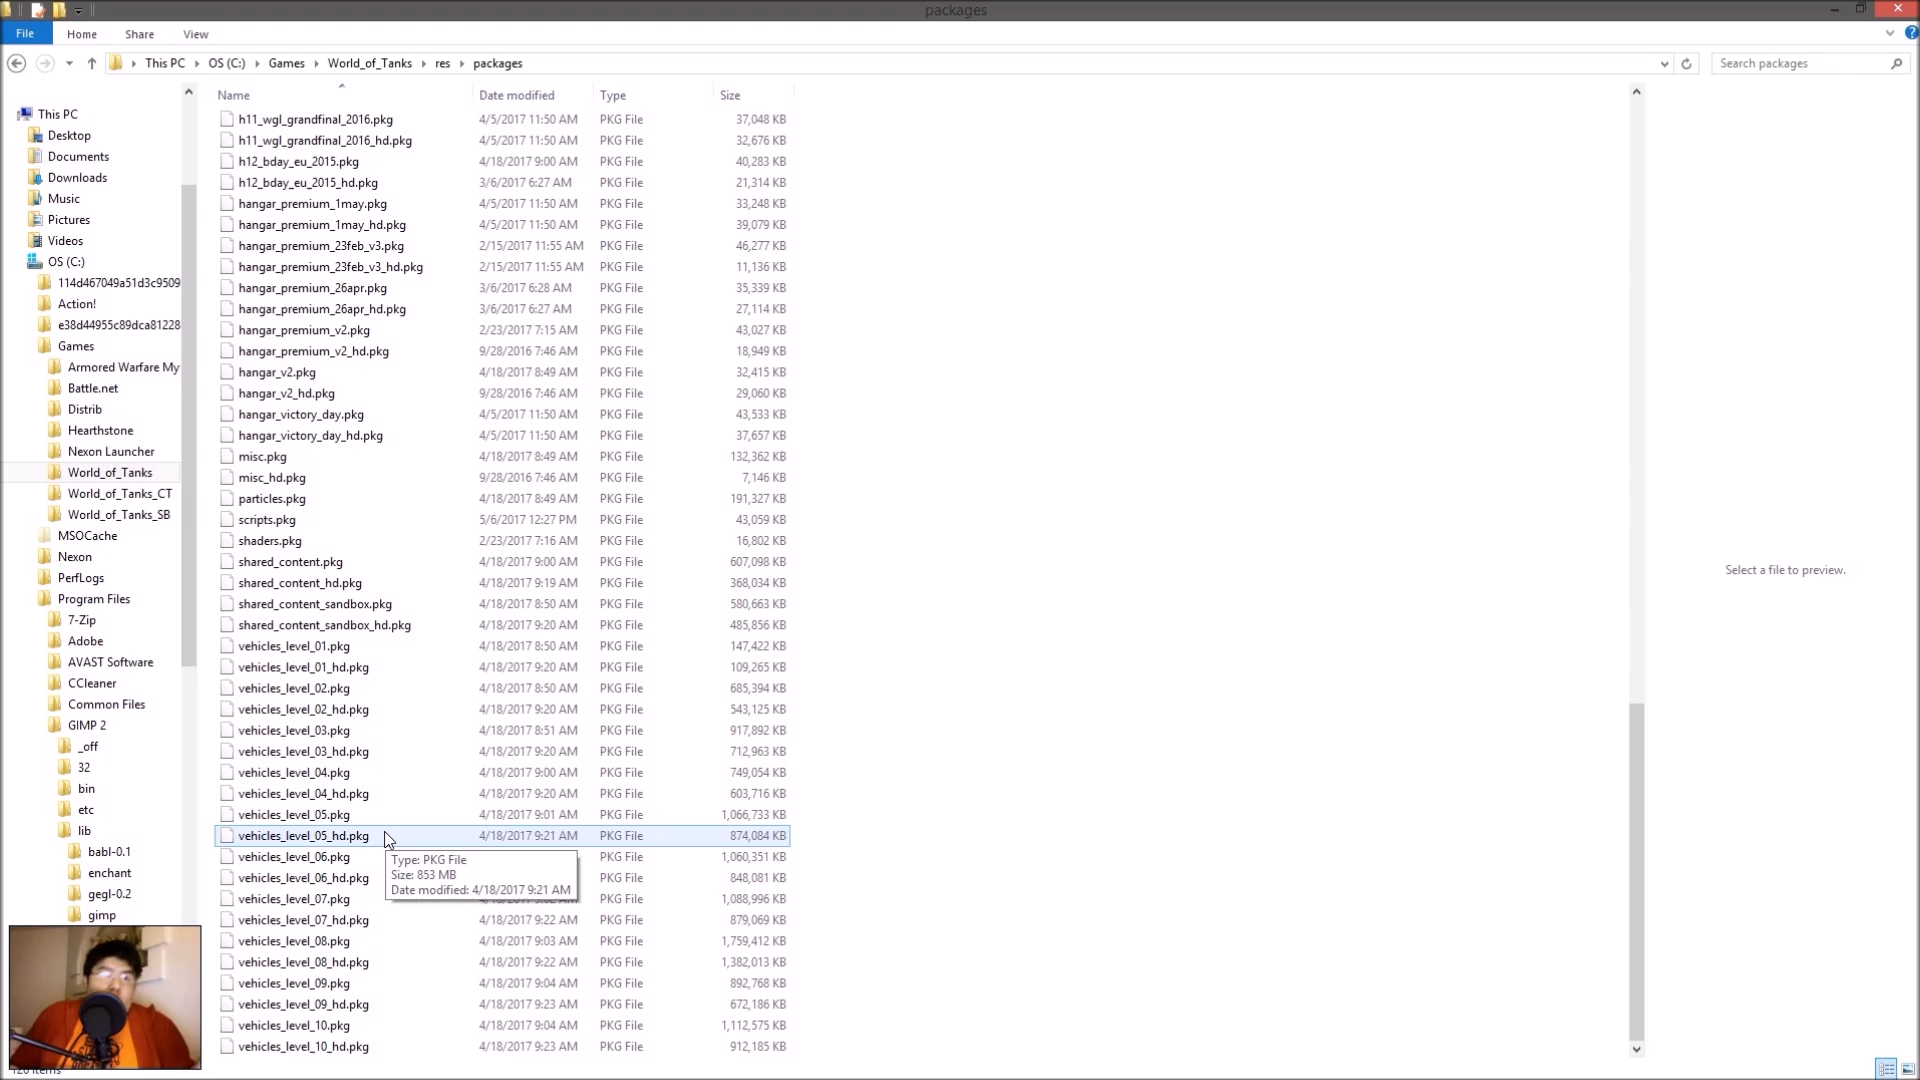 packages
File Home Share View
This PC OS (C:) Games World_of_Tanks res packages Search packages
This PC
Desktop
Documents
Downloads
Music
Pictures
Videos
OS (C:)
114d467049a51d3c9509
Action!
e38d44955c89dca81228
Games
Armored Warfare My
Battle.net
Distrib
Hearthstone
Nexon Launcher
World_of_Tanks
World_of_Tanks_CT
World_of_Tanks_SB
MSOCache
Nexon
PerfLogs
Program Files
7-Zip
Adobe
AVAST Software
CCleaner
Common Files
GIMP 2
_off
32
bin
etc
lib
babl-0.1
enchant
gegl-0.2
gimp
Name Date modified Type Size
h11_wgl_grandfinal_2016.pkg 4/5/2017 11:50 AM PKG File 37,048 KB
h11_wgl_grandfinal_2016_hd.pkg 4/5/2017 11:50 AM PKG File 32,676 KB
h12_bday_eu_2015.pkg 4/18/2017 9:00 AM PKG File 40,283 KB
h12_bday_eu_2015_hd.pkg 3/6/2017 6:27 AM PKG File 21,314 KB
hangar_premium_1may.pkg 4/5/2017 11:50 AM PKG File 33,248 KB
hangar_premium_1may_hd.pkg 4/5/2017 11:50 AM PKG File 39,079 KB
hangar_premium_23feb_v3.pkg 2/15/2017 11:55 AM PKG File 46,277 KB
hangar_premium_23feb_v3_hd.pkg 2/15/2017 11:55 AM PKG File 11,136 KB
hangar_premium_26apr.pkg 3/6/2017 6:28 AM PKG File 35,339 KB
hangar_premium_26apr_hd.pkg 3/6/2017 6:27 AM PKG File 27,114 KB
hangar_premium_v2.pkg 2/23/2017 7:15 AM PKG File 43,027 KB
hangar_premium_v2_hd.pkg 9/28/2016 7:46 AM PKG File 18,949 KB
hangar_v2.pkg 4/18/2017 8:49 AM PKG File 32,415 KB
hangar_v2_hd.pkg 9/28/2016 7:46 AM PKG File 29,060 KB
hangar_victory_day.pkg 4/5/2017 11:50 AM PKG File 43,533 KB
hangar_victory_day_hd.pkg 4/5/2017 11:50 AM PKG File 37,657 KB
misc.pkg 4/18/2017 8:49 AM PKG File 132,362 KB
misc_hd.pkg 9/28/2016 7:46 AM PKG File 7,146 KB
particles.pkg 4/18/2017 8:49 AM PKG File 191,327 KB
scripts.pkg 5/6/2017 12:27 PM PKG File 43,059 KB
shaders.pkg 2/23/2017 7:16 AM PKG File 16,802 KB
shared_content.pkg 4/18/2017 9:00 AM PKG File 607,098 KB
shared_content_hd.pkg 4/18/2017 9:19 AM PKG File 368,034 KB
shared_content_sandbox.pkg 4/18/2017 8:50 AM PKG File 580,663 KB
shared_content_sandbox_hd.pkg 4/18/2017 9:20 AM PKG File 485,856 KB
vehicles_level_01.pkg 4/18/2017 8:50 AM PKG File 147,422 KB
vehicles_level_01_hd.pkg 4/18/2017 9:20 AM PKG File 109,265 KB
vehicles_level_02.pkg 4/18/2017 8:50 AM PKG File 685,394 KB
vehicles_level_02_hd.pkg 4/18/2017 9:20 AM PKG File 543,125 KB
vehicles_level_03.pkg 4/18/2017 8:51 AM PKG File 917,892 KB
vehicles_level_03_hd.pkg 4/18/2017 9:20 AM PKG File 712,963 KB
vehicles_level_04.pkg 4/18/2017 9:00 AM PKG File 749,054 KB
vehicles_level_04_hd.pkg 4/18/2017 9:20 AM PKG File 603,716 KB
vehicles_level_05.pkg 4/18/2017 9:01 AM PKG File 1,066,733 KB
vehicles_level_05_hd.pkg 4/18/2017 9:21 AM PKG File 874,084 KB
vehicles_level_06.pkg PKG File 1,060,351 KB
vehicles_level_06_hd.pkg PKG File 848,081 KB
vehicles_level_07.pkg PKG File 1,088,996 KB
vehicles_level_07_hd.pkg 4/18/2017 9:22 AM PKG File 879,069 KB
vehicles_level_08.pkg 4/18/2017 9:03 AM PKG File 1,759,412 KB
vehicles_level_08_hd.pkg 4/18/2017 9:22 AM PKG File 1,382,013 KB
vehicles_level_09.pkg 4/18/2017 9:04 AM PKG File 892,768 KB
vehicles_level_09_hd.pkg 4/18/2017 9:23 AM PKG File 672,186 KB
vehicles_level_10.pkg 4/18/2017 9:04 AM PKG File 1,112,575 KB
vehicles_level_10_hd.pkg 4/18/2017 9:23 AM PKG File 912,185 KB
Type: PKG File
Size: 853 MB
Date modified: 4/18/2017 9:21 AM
Select a file to preview.